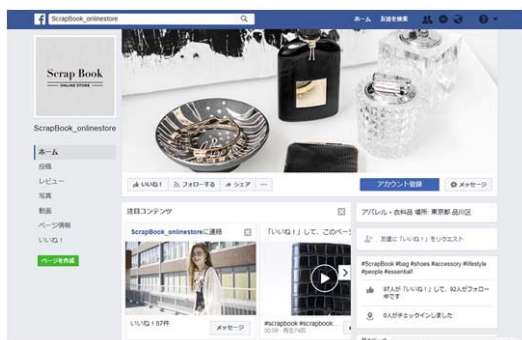 ScrapBook_onlinestore
ホーム 友達を検索
Scrap Book
ONLINE STORE
ScrapBook_onlinestore
ホーム
投稿
レビュー
写真
動画
ページ情報
いいね!
ページを作成
いいね! フォローする シェア
アカウント登録
メッセージ
注目コンテンツ
ScrapBook_onlinestoreに連絡
「いいね!」して、このページ
いいね!87件
メッセージ
#scrapbook #scrapbook...
アパレル・衣料品 場所: 東京都 品川区
友達に「いいね!」をリクエスト
#ScrapBook #bag #shoes #accessory #lifestyle
#people #essentiall
87人が「いいね!」して、92人がフォロー
中です
0人がチェックインしました